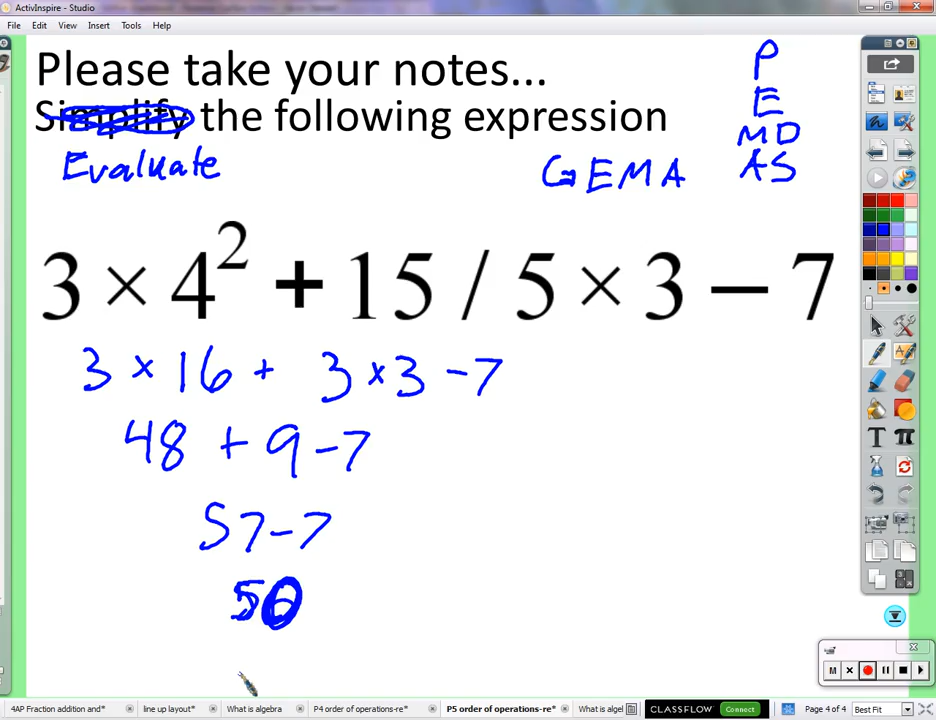 ActivInspire - Studio
File Edit View Insert Tools Help
Please take your notes...
Simplify the following expression
Evaluate
GEMA
P
E
MD
AS
3 × 4² + 15 / 5 × 3 – 7
3 × 16 + 3 × 3 – 7
48 + 9 – 7
57 – 7
50
4AP Fraction addition and* line up layout* What is algebra P4 order of operations-re* P5 order of operations-re* What is algel CLASSFLOW Connect Page 4 of 4 Best Fit